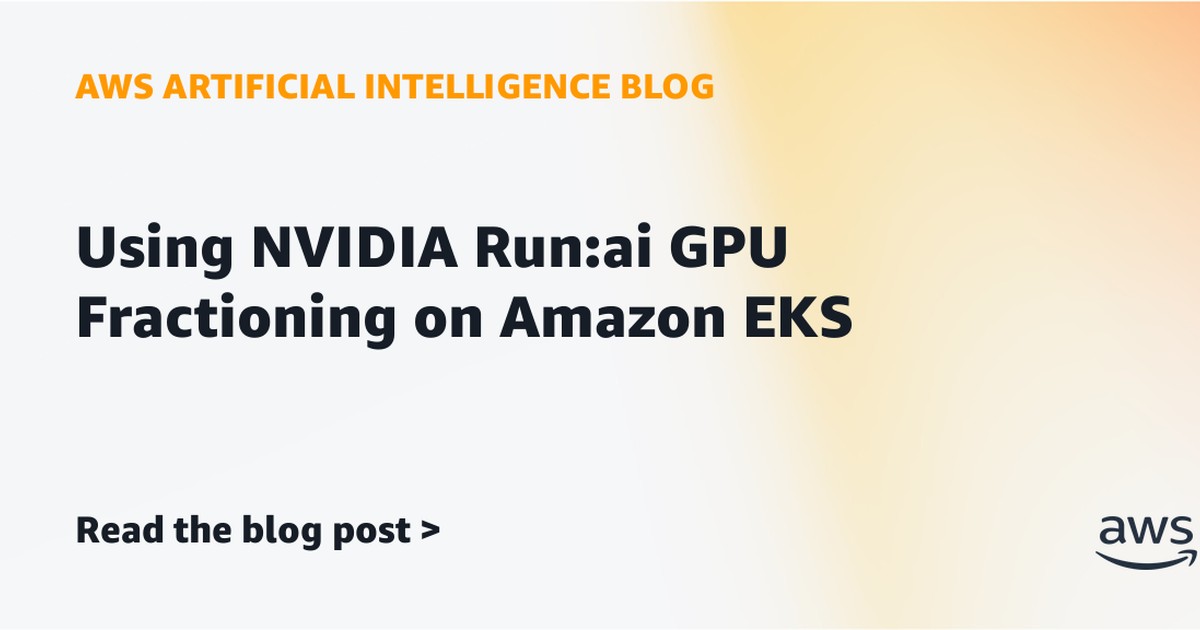 AWS ARTIFICIAL INTELLIGENCE BLOG
Using NVIDIA Run:ai GPU
Fractioning on Amazon EKS
Read the blog post >
aws